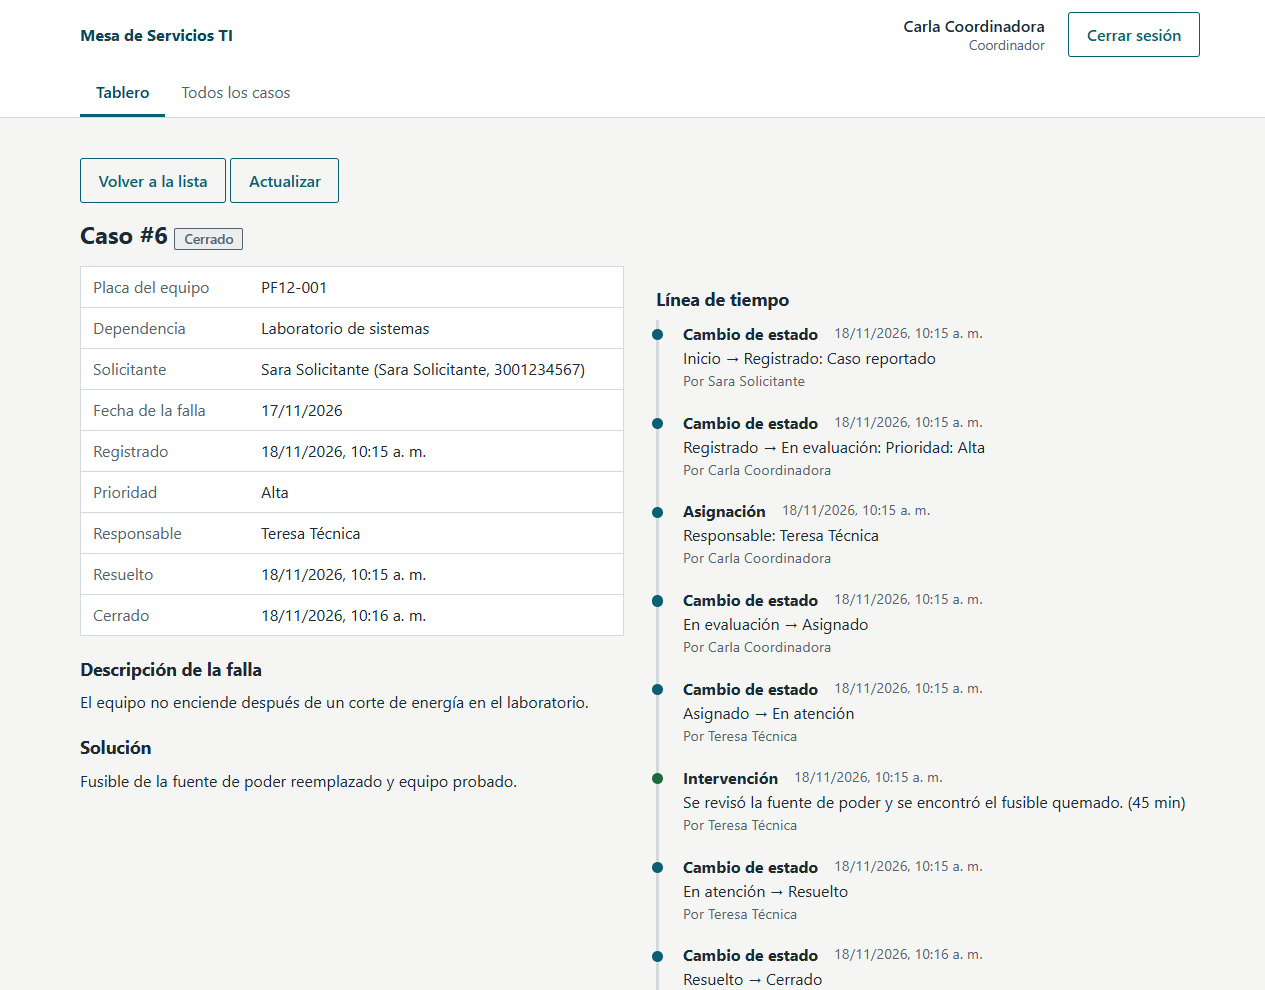 Mesa de Servicios TI
Carla Coordinadora
Coordinador
Cerrar sesión
Tablero
Todos los casos
Volver a la lista
Actualizar
Caso #6 Cerrado
Placa del equipo PF12-001
Dependencia Laboratorio de sistemas
Solicitante Sara Solicitante (Sara Solicitante, 3001234567)
Fecha de la falla 17/11/2026
Registrado 18/11/2026, 10:15 a. m.
Prioridad Alta
Responsable Teresa Técnica
Resuelto 18/11/2026, 10:15 a. m.
Cerrado 18/11/2026, 10:16 a. m.
Descripción de la falla
El equipo no enciende después de un corte de energía en el laboratorio.
Solución
Fusible de la fuente de poder reemplazado y equipo probado.
Línea de tiempo
Cambio de estado 18/11/2026, 10:15 a. m.
Inicio → Registrado: Caso reportado
Por Sara Solicitante
Cambio de estado 18/11/2026, 10:15 a. m.
Registrado → En evaluación: Prioridad: Alta
Por Carla Coordinadora
Asignación 18/11/2026, 10:15 a. m.
Responsable: Teresa Técnica
Por Carla Coordinadora
Cambio de estado 18/11/2026, 10:15 a. m.
En evaluación → Asignado
Por Carla Coordinadora
Cambio de estado 18/11/2026, 10:15 a. m.
Asignado → En atención
Por Teresa Técnica
Intervención 18/11/2026, 10:15 a. m.
Se revisó la fuente de poder y se encontró el fusible quemado. (45 min)
Por Teresa Técnica
Cambio de estado 18/11/2026, 10:15 a. m.
En atención → Resuelto
Por Teresa Técnica
Cambio de estado 18/11/2026, 10:16 a. m.
Resuelto → Cerrado